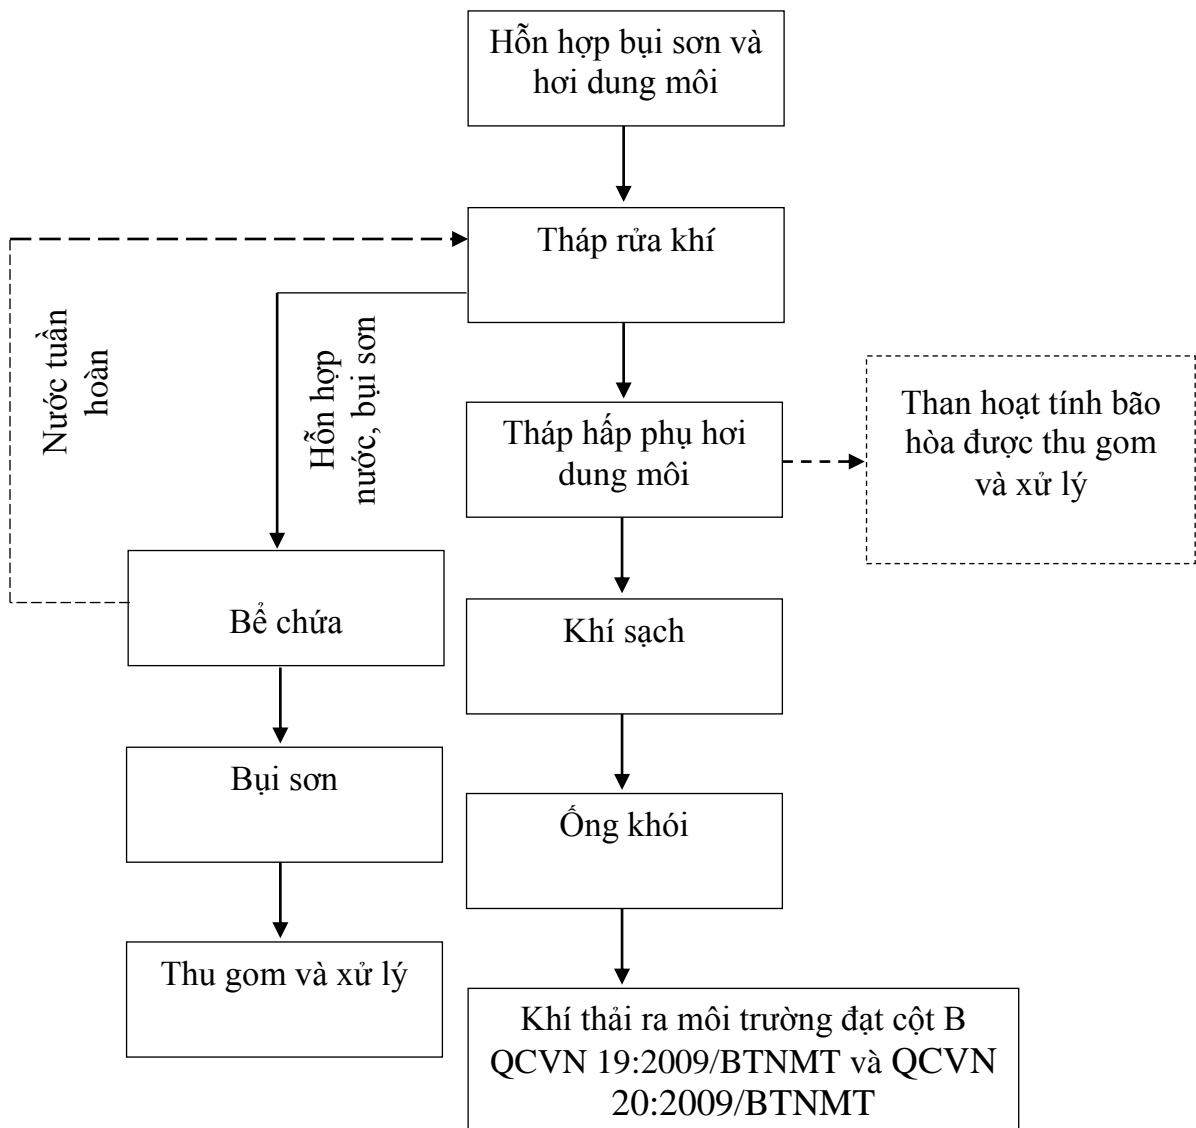 Hỗn hợp bụi sơn và
hơi dung môi
Tháp rửa khí
Nước tuần
hoàn
Hỗn hợp
nước, bụi sơn
Tháp hấp phụ hơi
dung môi
Than hoạt tính bão
hòa được thu gom
và xử lý
Bể chứa
Khí sạch
Bụi sơn
Ống khói
Thu gom và xử lý
Khí thải ra môi trường đạt cột B
QCVN 19:2009/BTNMT và QCVN
20:2009/BTNMT